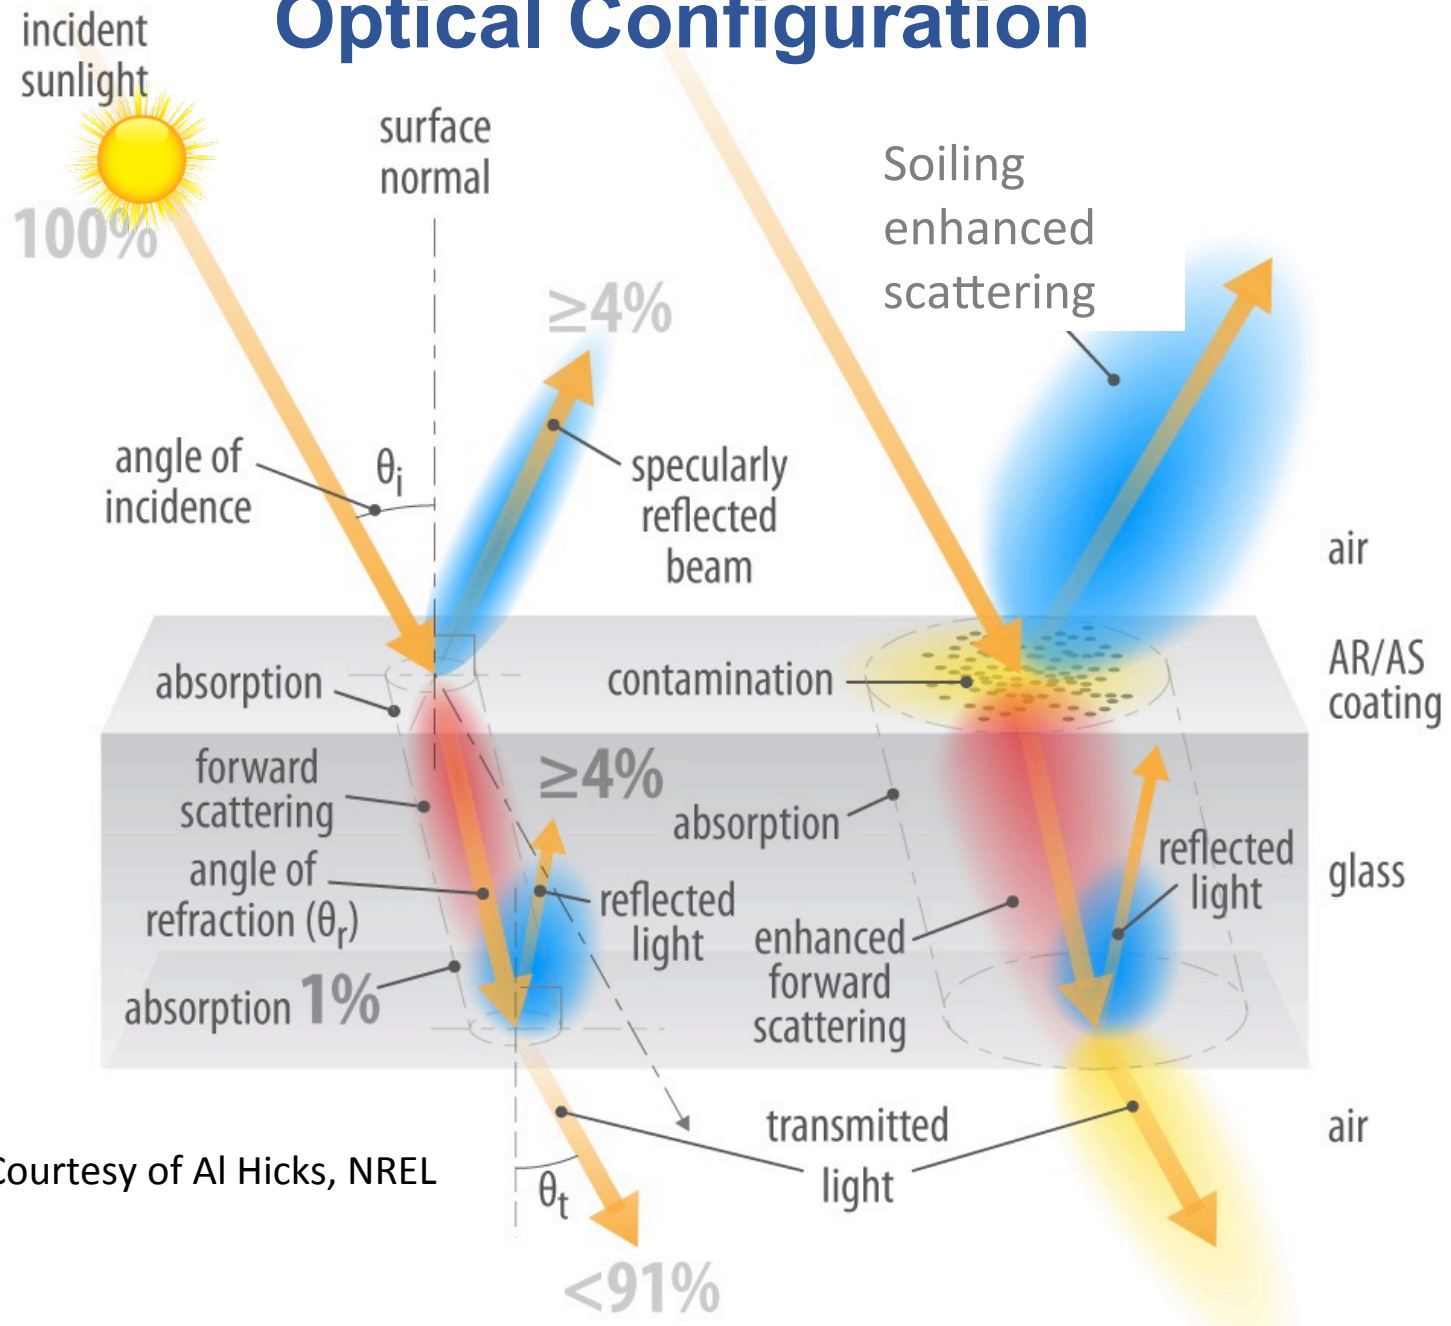 Optical Configuration
incident
sunlight
100%
surface
normal
Soiling
enhanced
scattering
≥4%
angle of
incidence
θi
specularly
reflected
beam
air
absorption
contamination
AR/AS
coating
forward
scattering
≥4%
absorption
angle of
refraction (θr)
reflected
light
reflected
light
glass
enhanced
forward
scattering
absorption 1%
transmitted
light
air
Courtesy of Al Hicks, NREL
θt
<91%